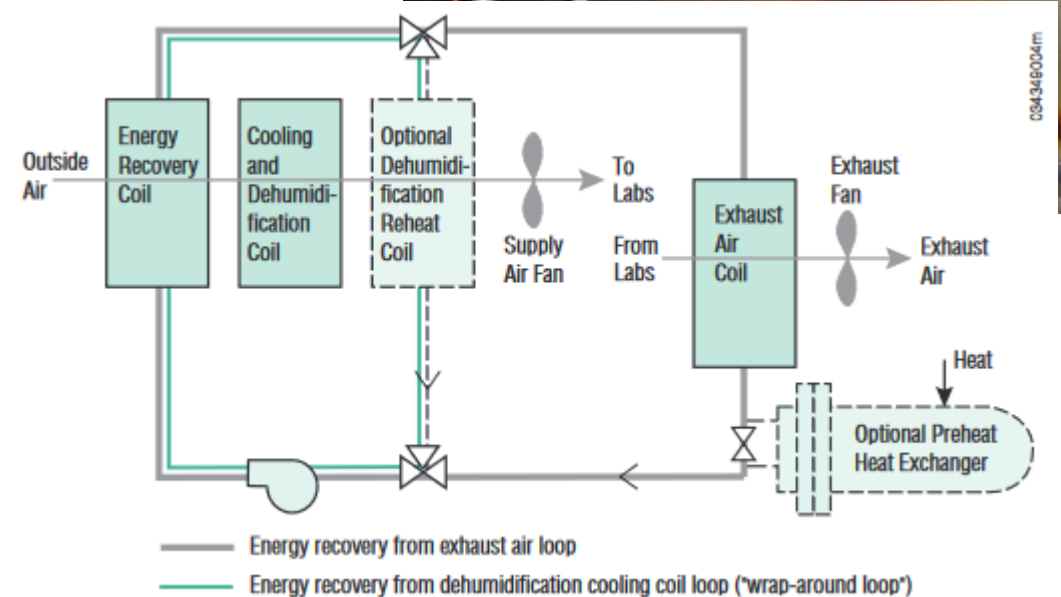 034349004m
Energy
Recovery
Coil
Cooling
and
Dehumidi-
fication
Coil
Optional
Dehumidi-
fication
Reheat
Coil
Outside
Air
To
Labs
Supply
Air Fan
From
Labs
Exhaust
Air
Coil
Exhaust
Fan
Exhaust
Air
Heat
Optional Preheat
Heat Exchanger
Energy recovery from exhaust air loop
Energy recovery from dehumidification cooling coil loop ("wrap-around loop")